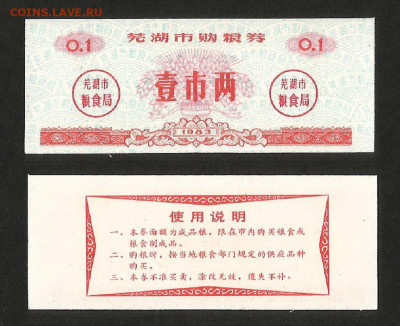 COINS.LAVE.RU
芜湖市购粮券
0.1
0.1
芜湖市
粮食局
壹市两
芜湖市
粮食局
1983
使用说明
一、本券面额为成品粮，限在市内购买粮食或
粮食制成品。
二、购粮时，按当地粮食部门规定的供应品种
购买。
三、本券不准买卖，涂改无效，遗失不补。